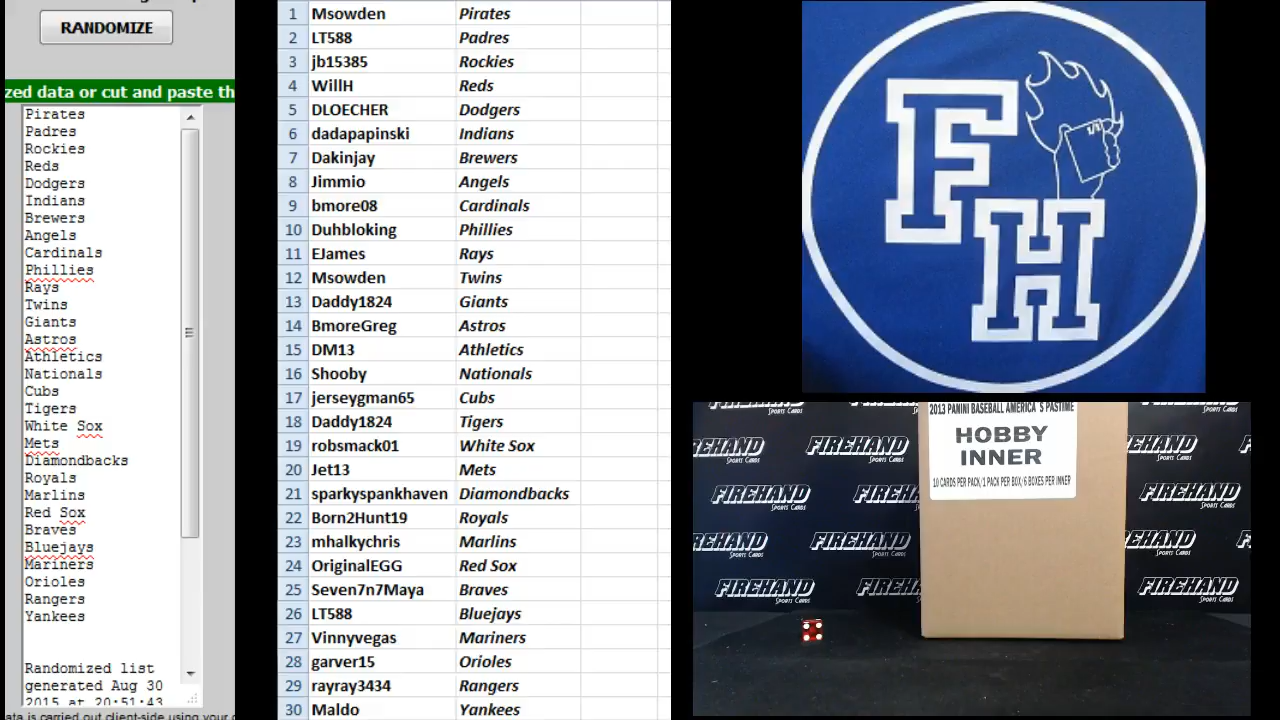 RANDOMIZE
zed data or cut and paste th
Pirates
Padres
Rockies
Reds
Dodgers
Indians
Brewers
Angels
Cardinals
Phillies
Rays
Twins
Giants
Astros
Athletics
Nationals
Cubs
Tigers
White Sox
Mets
Diamondbacks
Royals
Marlins
Red Sox
Braves
Bluejays
Mariners
Orioles
Rangers
Yankees
Randomized list
generated Aug 30
2015 at 20:51:43
1 Msowden Pirates
2 LT588 Padres
3 jb15385 Rockies
4 WillH Reds
5 DLOECHER Dodgers
6 dadapapinski Indians
7 Dakinjay Brewers
8 Jimmio Angels
9 bmore08 Cardinals
10 Duhbloking Phillies
11 EJames Rays
12 Msowden Twins
13 Daddy1824 Giants
14 BmoreGreg Astros
15 DM13 Athletics
16 Shooby Nationals
17 jerseygman65 Cubs
18 Daddy1824 Tigers
19 robsmack01 White Sox
20 Jet13 Mets
21 sparkyspankhaven Diamondbacks
22 Born2Hunt19 Royals
23 mhalkychris Marlins
24 OriginalEGG Red Sox
25 Seven7n7Maya Braves
26 LT588 Bluejays
27 Vinnyvegas Mariners
28 garver15 Orioles
29 rayray3434 Rangers
30 Maldo Yankees
FH
2013 PANINI BASEBALL AMERICA'S PASTIME
HOBBY
INNER
10 CARDS PER PACK/1 PACK PER BOX/6 BOXES PER INNER
FIREHAND
Sports Cards